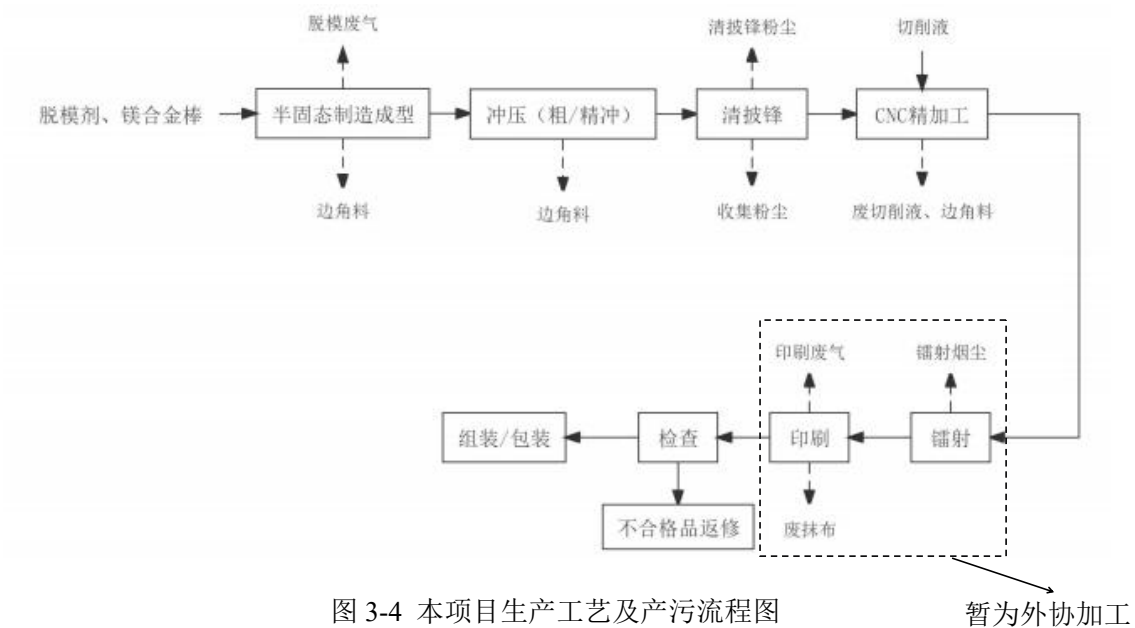 脱模废气
清披锋粉尘
切削液
脱模剂、镁合金棒
半固态制造成型
冲压（粗/精冲）
清披锋
CNC精加工
边角料
边角料
收集粉尘
废切削液、边角料
印刷废气
镭射烟尘
组装/包装
检查
印刷
镭射
不合格品返修
废抹布
图 3-4 本项目生产工艺及产污流程图
暂为外协加工